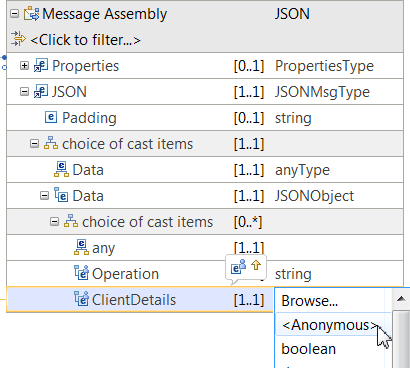 Message Assembly JSON
<Click to filter...>
Properties [0..1] PropertiesType
JSON [1..1] JSONMsgType
Padding [0..1] string
choice of cast items [1..1]
Data [1..1] anyType
Data [1..1] JSONObject
choice of cast items [0..*]
any [1..1]
Operation string
ClientDetails [1..1] Browse...
<Anonymous>
boolean